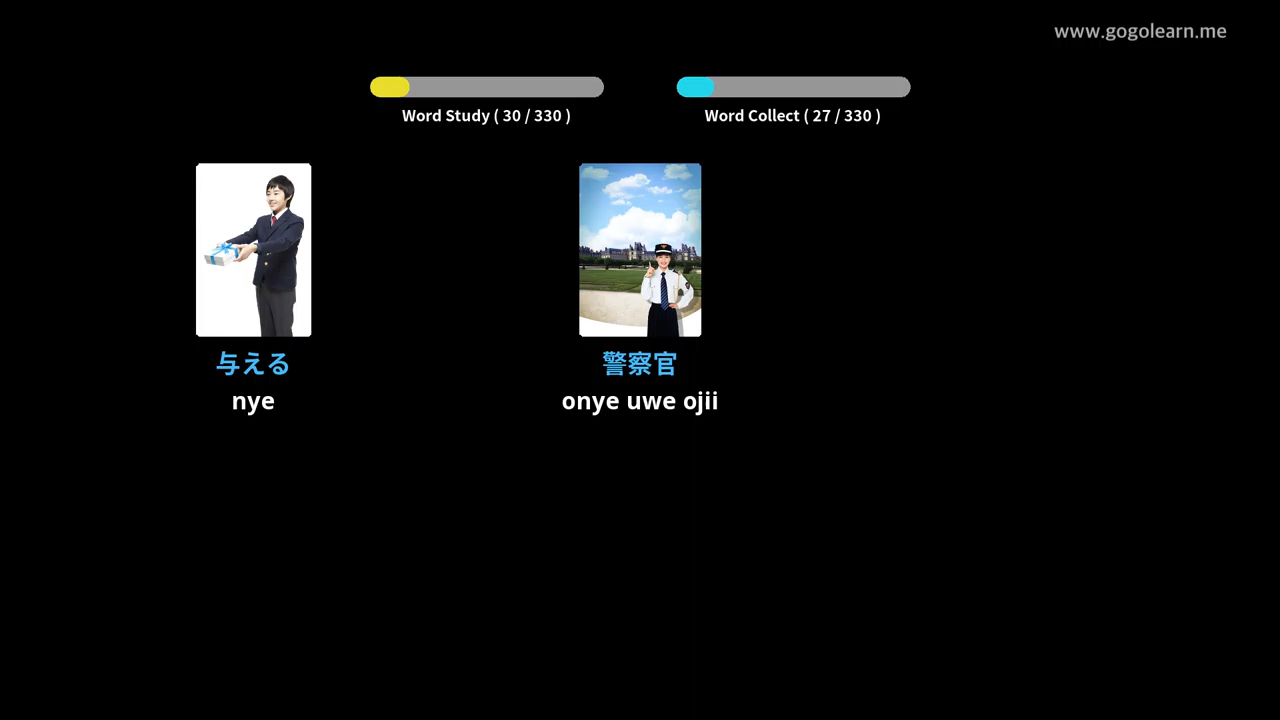 www.gogolearn.me
Word Study ( 30 / 330 )
Word Collect ( 27 / 330 )
与える
nye
警察官
onye uwe ojii